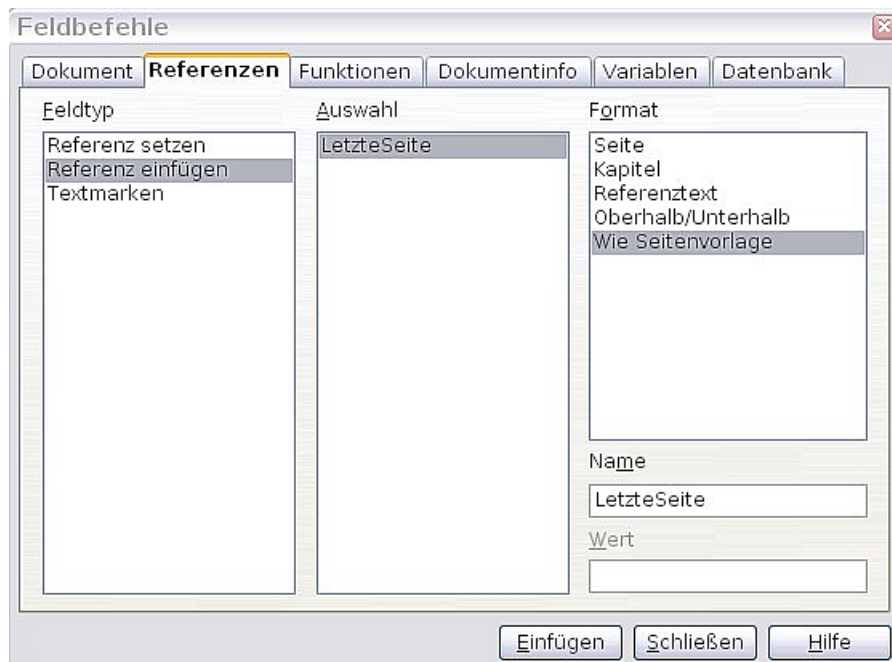 Feldbefehle
Dokument Referenzen Funktionen Dokumentinfo Variablen Datenbank
Feldtyp
Referenz setzen
Referenz einfügen
Textmarken
Auswahl
LetzteSeite
Format
Seite
Kapitel
Referenztext
Oberhalb/Unterhalb
Wie Seitenvorlage
Name
LetzteSeite
Wert
Einfügen Schließen Hilfe